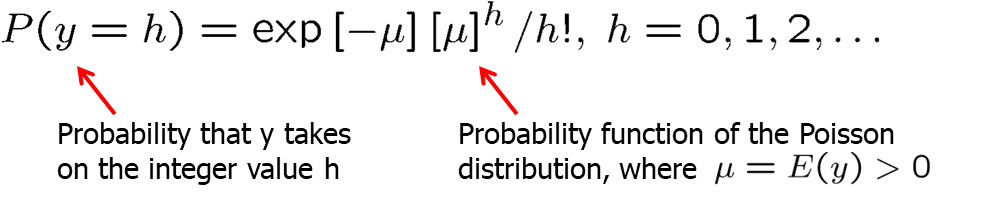 P(y = h) = exp [−μ] [μ]^h /h!, h = 0, 1, 2, . . .
Probability that y takes
on the integer value h
Probability function of the Poisson
distribution, where μ = E(y) > 0